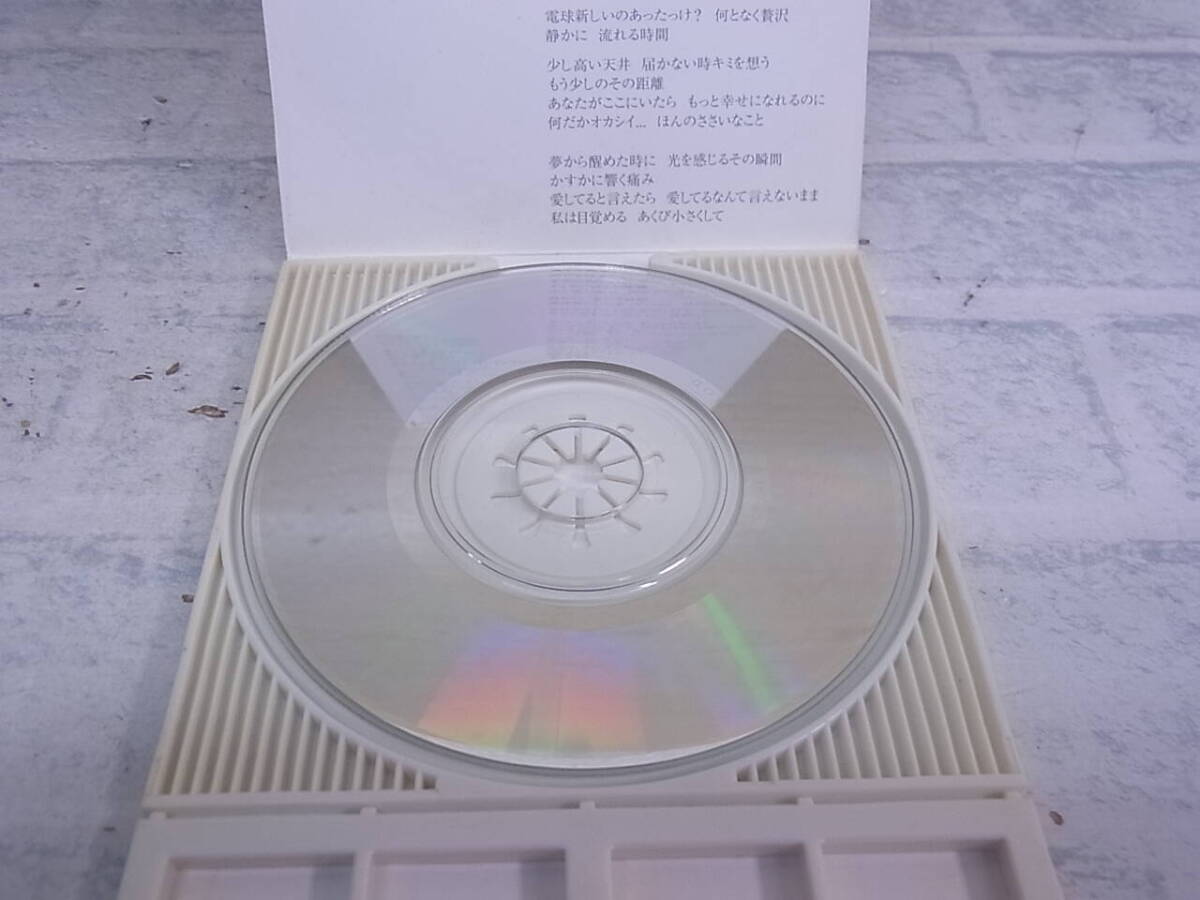 電球新しいのあったっけ？ 何となく贅沢
静かに 流れる時間
少し高い天井 届かない時キミを想う
もう少しのその距離
あなたがここにいたら もっと幸せになれるのに
何だかオカシイ... ほんのささいなこと
夢から醒めた時に 光を感じるその瞬間
かすかに響く痛み
愛してると言えたら 愛してるなんて言えないまま
私は目覚める あくび小さくして